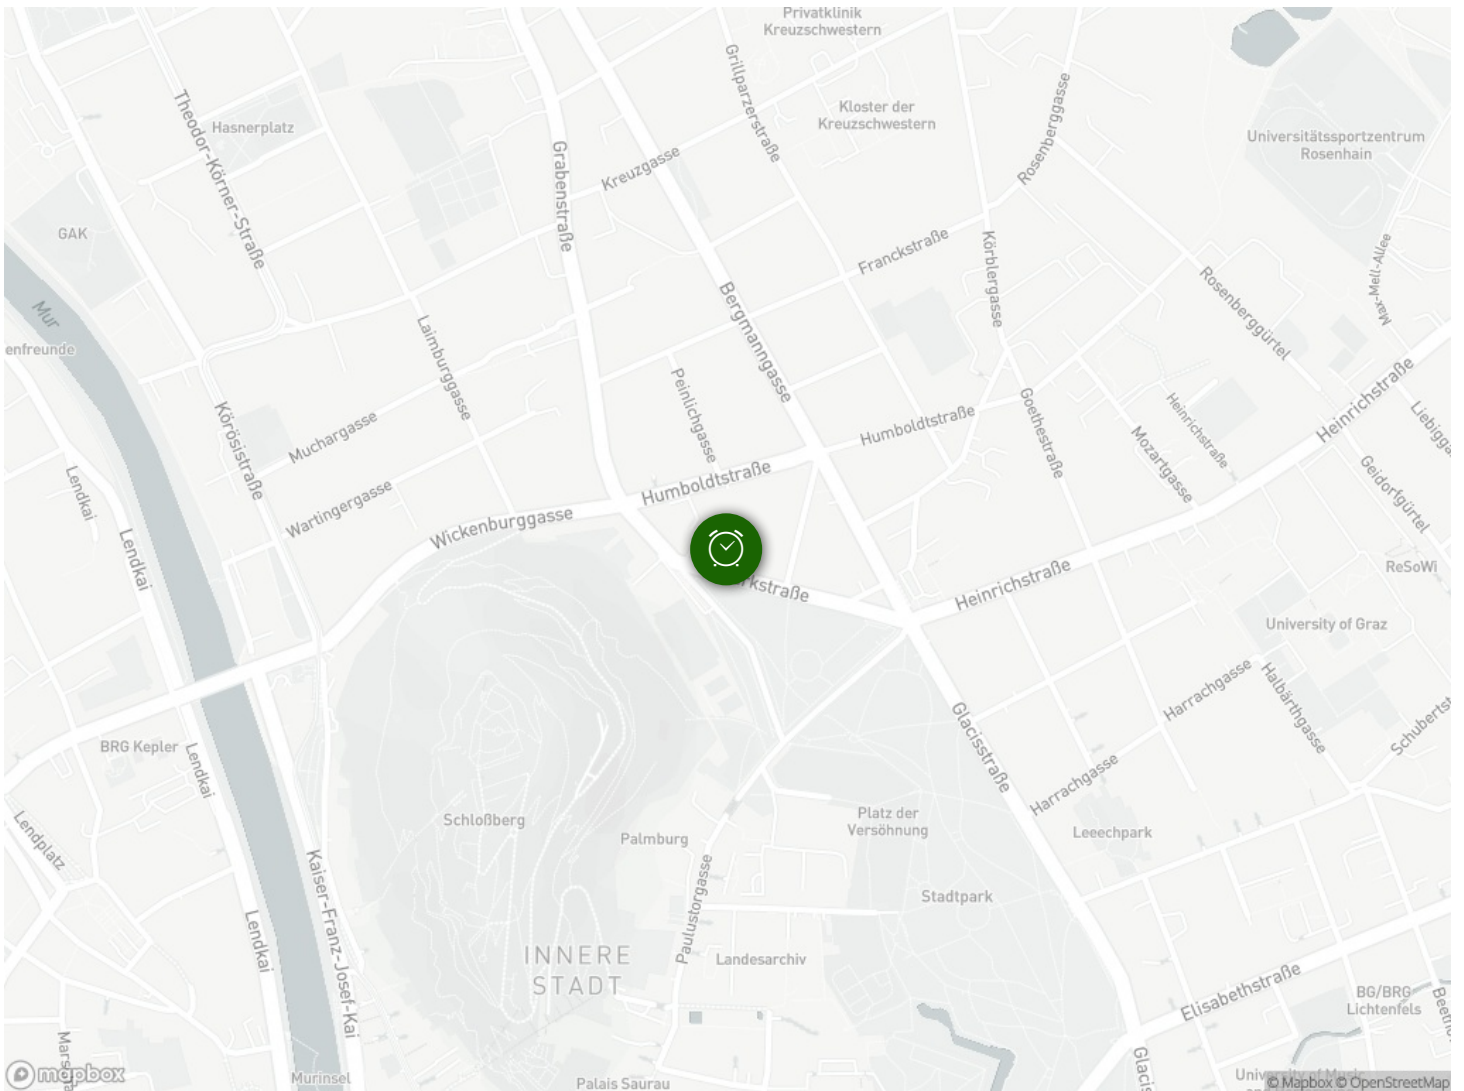 Privatklinik
Kreuzschwestern
Grillparzerstraße
Theodor-Körner-Straße
Hasnerplatz
Kloster der
Kreuzschwestern
Rosenberggasse
Universitätssportzentrum
Rosenhain
Grabenstraße
Kreuzgasse
GAK
Franckstraße
Körblergasse
Max-Mell-Allee
Rosenberggürtel
Mur
enfreunde
Laimburggasse
Bergmanngasse
Peinlichgasse
Körösistraße
Muchargasse
Humboldtstraße
Goethestraße
Heinrichstraße
Heinrichstraße
Mozartgasse
Liebigga
Geidorfgürtel
Lendkai
Wartingergasse
Humboldtstraße
Wickenburggasse
Lendkai
rkstraße
Heinrichstraße
ReSoWi
University of Graz
Harrachgasse
Halbärthgasse
Schuberts
BRG Kepler
Lendkai
Glacisstraße
Harrachgasse
Lendplatz
Schloßberg
Palmburg
Platz der
Versöhnung
Leeechpark
Kaiser-Franz-Josef-Kai
Paulustorgasse
Stadtpark
Lendkai
INNERE
STADT
Landesarchiv
Elisabethstraße
BG/BRG
Lichtenfels
Murinsel
Palais Saurau
Glacis
mapbox
© Mapbox © OpenStreetMap